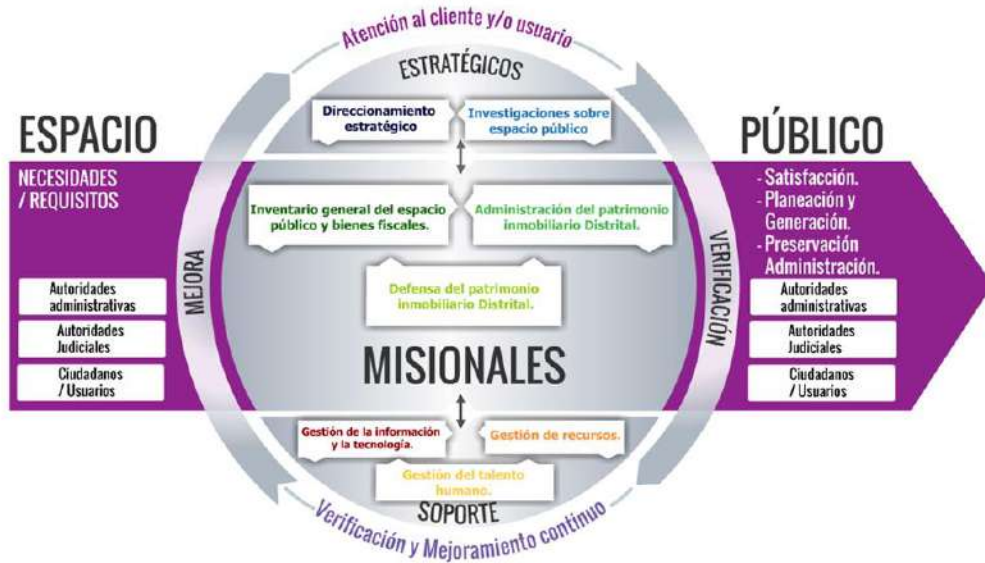 Atención al cliente y/o usuario
ESTRATÉGICOS
Direccionamiento
estratégico
Investigaciones sobre
espacio público
ESPACIO
PÚBLICO
NECESIDADES
/ REQUISITOS
- Satisfacción.
- Planeación y
Generación.
- Preservación
Administración.
Inventario general del espacio
público y bienes fiscales.
Administración del patrimonio
inmobiliario Distrital.
MEJORA
VERIFICACIÓN
Defensa del patrimonio
inmobiliario Distrital.
Autoridades
administrativas
Autoridades
Judiciales
Ciudadanos
/ Usuarios
Autoridades
administrativas
Autoridades
Judiciales
Ciudadanos
/ Usuarios
MISIONALES
Gestión de la información
y la tecnología.
Gestión de recursos.
Gestión del talento
humano.
SOPORTE
Verificación y Mejoramiento continuo